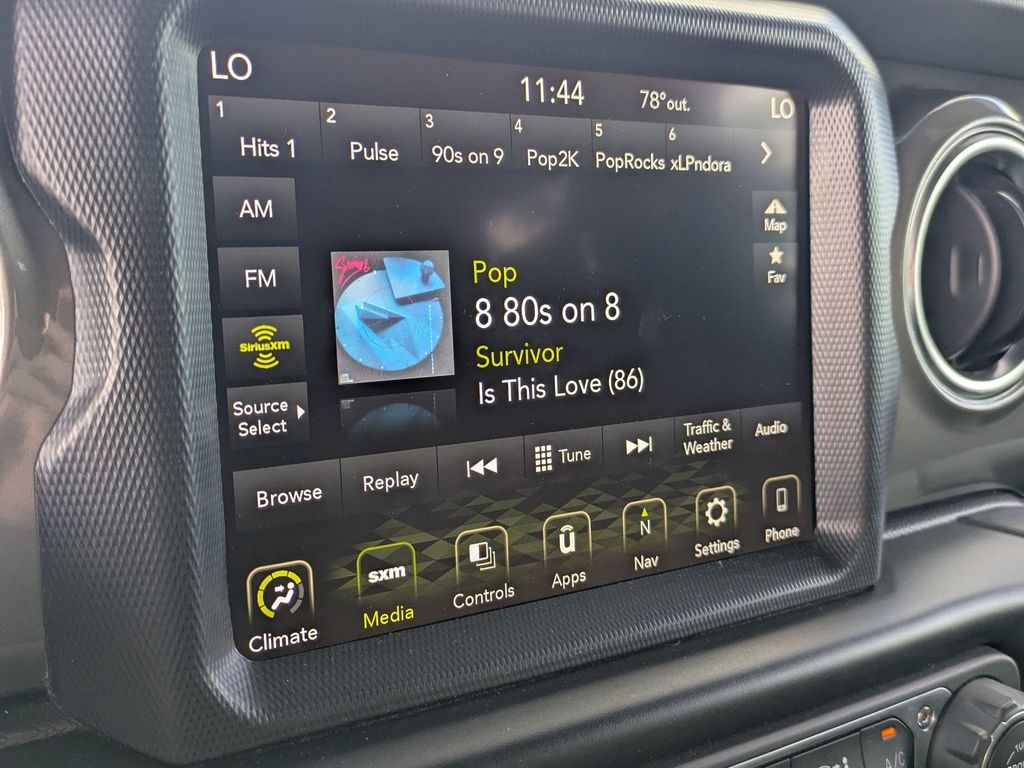 LO
11:44
78°out.
LO
1
Hits 1
2
Pulse
3
90s on 9
4
Pop2K
5
PopRocks
6
xLPndora
AM
FM
SiriusXM
Source
Select
Survivor
Pop
8 80s on 8
Survivor
Is This Love (86)
Map
Fav
Browse
Replay
Tune
Traffic &
Weather
Audio
Climate
sxm
Media
Controls
û
Apps
N
Nav
Settings
Phone
A/C